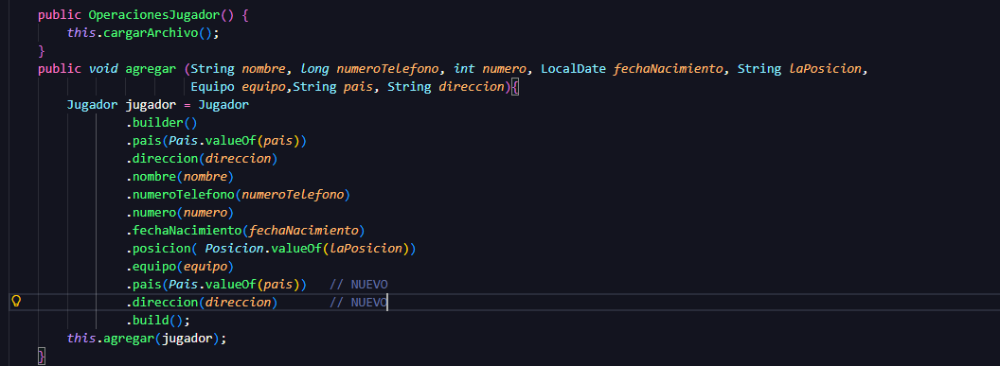 public OperacionesJugador() {
this.cargarArchivo();
}
public void agregar (String nombre, long numeroTelefono, int numero, LocalDate fechaNacimiento, String laPosicion,
Equipo equipo,String pais, String direccion){
Jugador jugador = Jugador
.builder()
.pais(Pais.valueOf(pais))
.direccion(direccion)
.nombre(nombre)
.numeroTelefono(numeroTelefono)
.numero(numero)
.fechaNacimiento(fechaNacimiento)
.posicion( Posicion.valueOf(laPosicion))
.equipo(equipo)
.pais(Pais.valueOf(pais))   // NUEVO
.direccion(direccion)       // NUEVO
.build();
this.agregar(jugador);
}